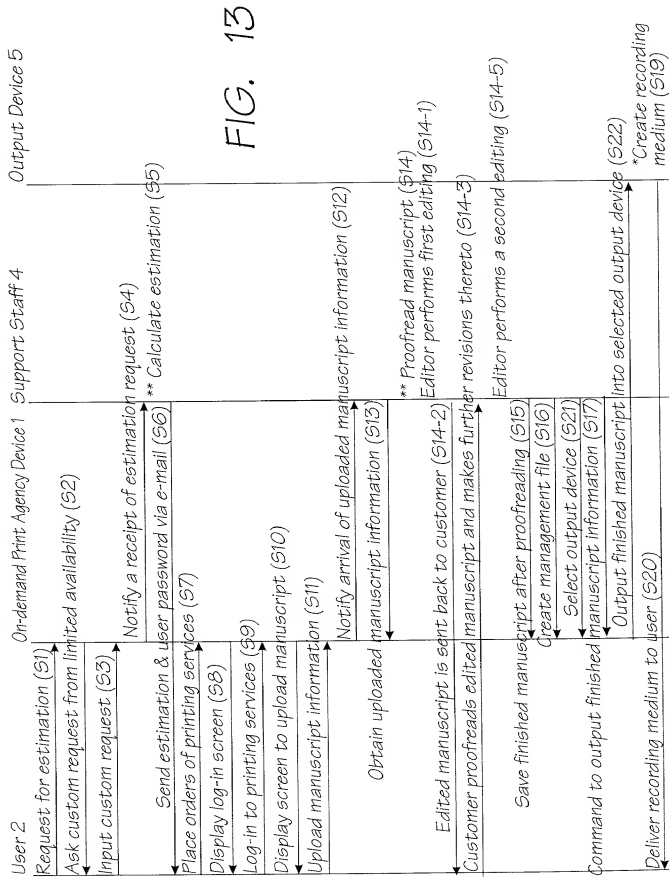 User 2
On-demand Print Agency Device 1
Support Staff 4
Output Device 5
Request for estimation (S1)
Ask custom request from limited availability (S2)
Input custom request (S3)
Notify a receipt of estimation request (S4)
** Calculate estimation (S5)
Send estimation & user password via e-mail (S6)
Place orders of printing services (S7)
Display log-in screen (S8)
Log-in to printing services (S9)
Display screen to upload manuscript (S10)
Upload manuscript information (S11)
Notify arrival of uploaded manuscript information (S12)
Obtain uploaded manuscript information (S13)
** Proofread manuscript (S14)
Editor performs first editing (S14-1)
Edited manuscript is sent back to customer (S14-2)
Customer proofreads edited manuscript and makes further revisions thereto (S14-3)
Editor performs a second editing (S14-5)
Save finished manuscript after proofreading (S15)
Create management file (S16)
Select output device (S21)
Command to output finished manuscript information (S17)
Output finished manuscript into selected output device (S22)
*Create recording
medium (S19)
Deliver recording medium to user (S20)
FIG. 13